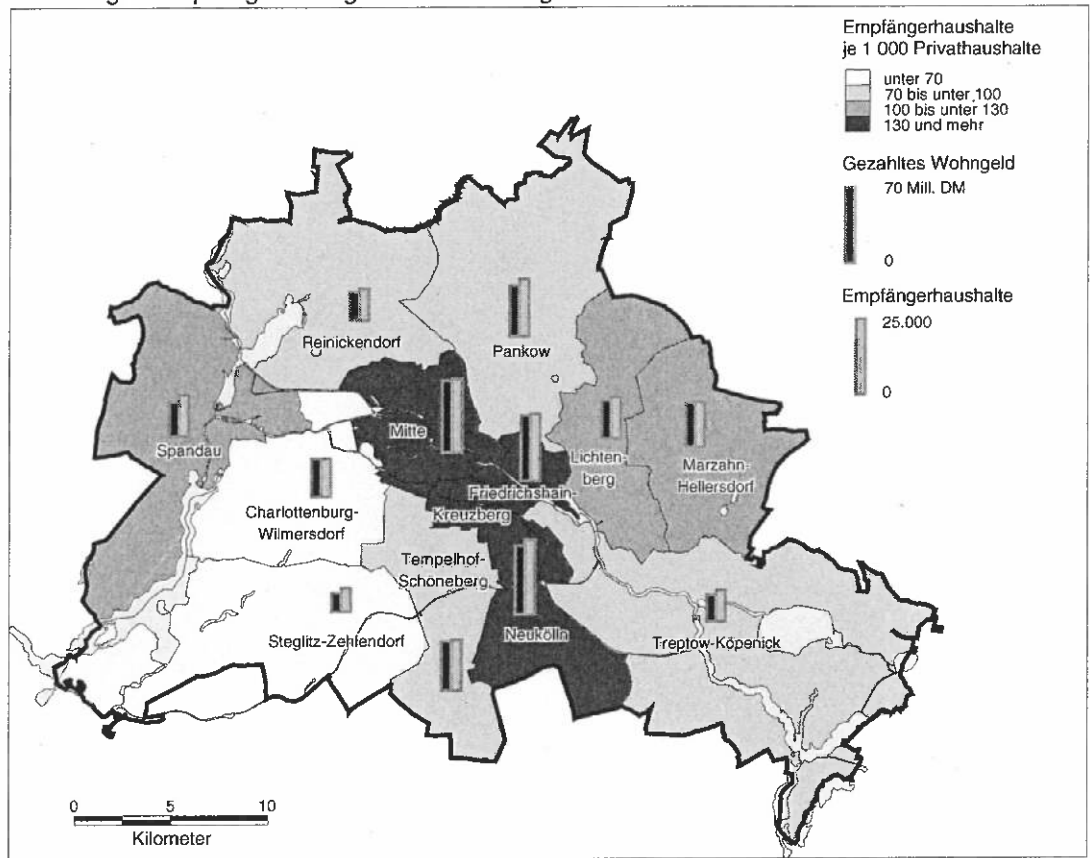 Empfängerhaushalte
je 1 000 Privathaushalte
unter 70
70 bis unter 100
100 bis unter 130
130 und mehr
Gezahltes Wohngeld
70 Mill. DM
0
Empfängerhaushalte
25.000
0
Reinickendorf
Pankow
Mitte
Spandau
Lichten-
berg
Marzahn-
Hellersdorf
Friedrichshain-
Kreuzberg
Charlottenburg-
Wilmersdorf
Tempelhof-
Schöneberg
Steglitz-Zehlendorf
Neukölln
Treptow-Köpenick
0 5 10
Kilometer